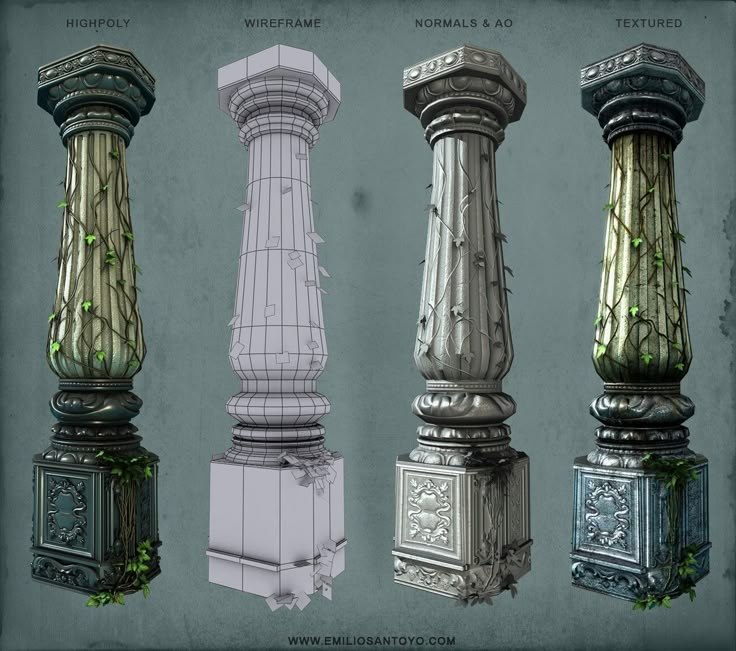 HIGHPOLY
WIREFRAME
NORMALS & AO
TEXTURED
WWW.EMILIOSANTOYO.COM